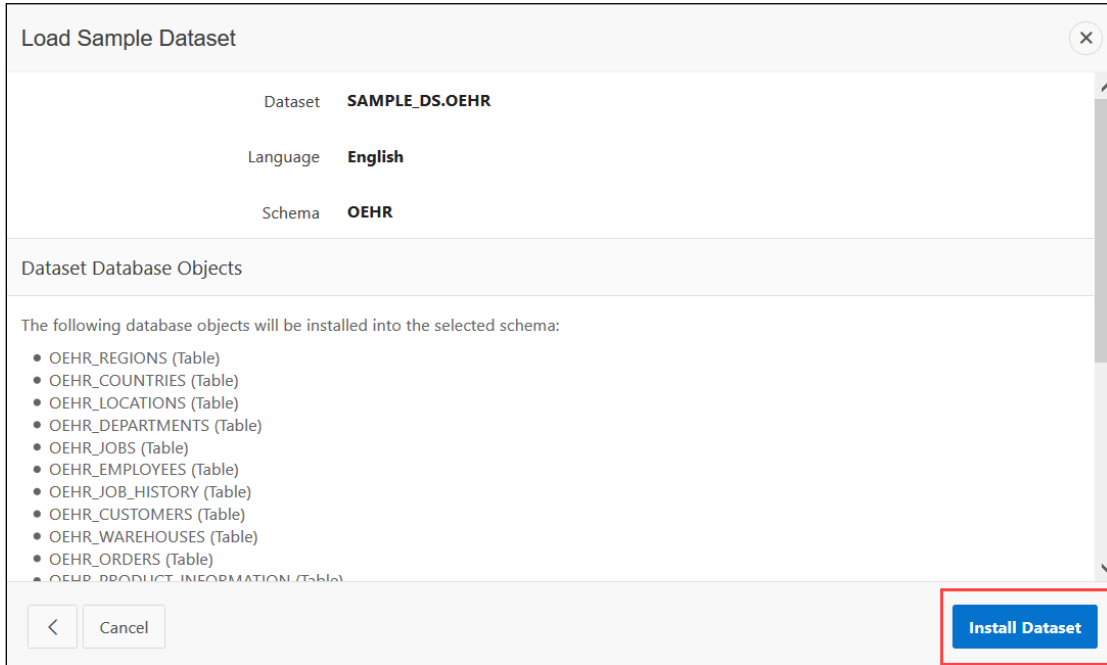 Load Sample Dataset
Dataset SAMPLE_DS.OEHR
Language English
Schema OEHR
Dataset Database Objects
The following database objects will be installed into the selected schema:
OEHR_REGIONS (Table)
OEHR_COUNTRIES (Table)
OEHR_LOCATIONS (Table)
OEHR_DEPARTMENTS (Table)
OEHR_JOBS (Table)
OEHR_EMPLOYEES (Table)
OEHR_JOB_HISTORY (Table)
OEHR_CUSTOMERS (Table)
OEHR_WAREHOUSES (Table)
OEHR_ORDERS (Table)
OEHR_PRODUCT_INFORMATION (Table)
Cancel
Install Dataset